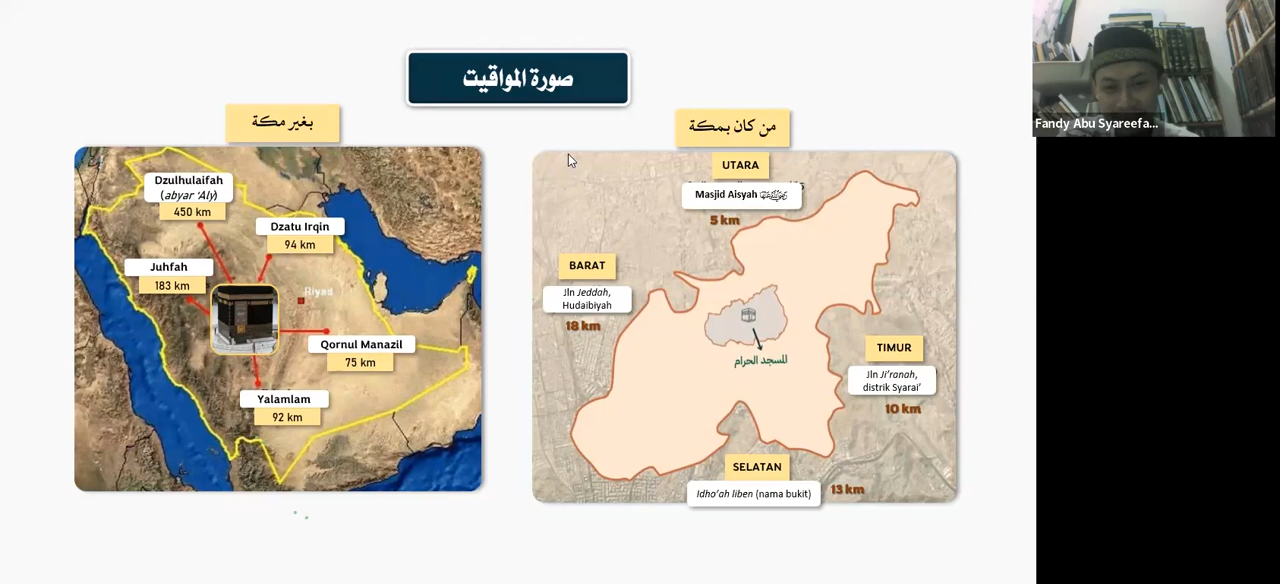 صورة المواقيت
بغير مكة
Dzulhulaifah
(abyar ‘Aly)
450 km
Dzatu Irqin
94 km
Juhfah
183 km
Riyad
Qornul Manazil
75 km
Yalamlam
92 km
من كان بمكة
UTARA
Masjid Aisyah
5 km
BARAT
Jln Jeddah,
Hudaibiyah
18 km
المسجد الحرام
TIMUR
Jln Ji’ranah,
distrik Syarai’
10 km
SELATAN
Idho’ah liben (nama bukit)
13 km
Fandy Abu Syareefa...